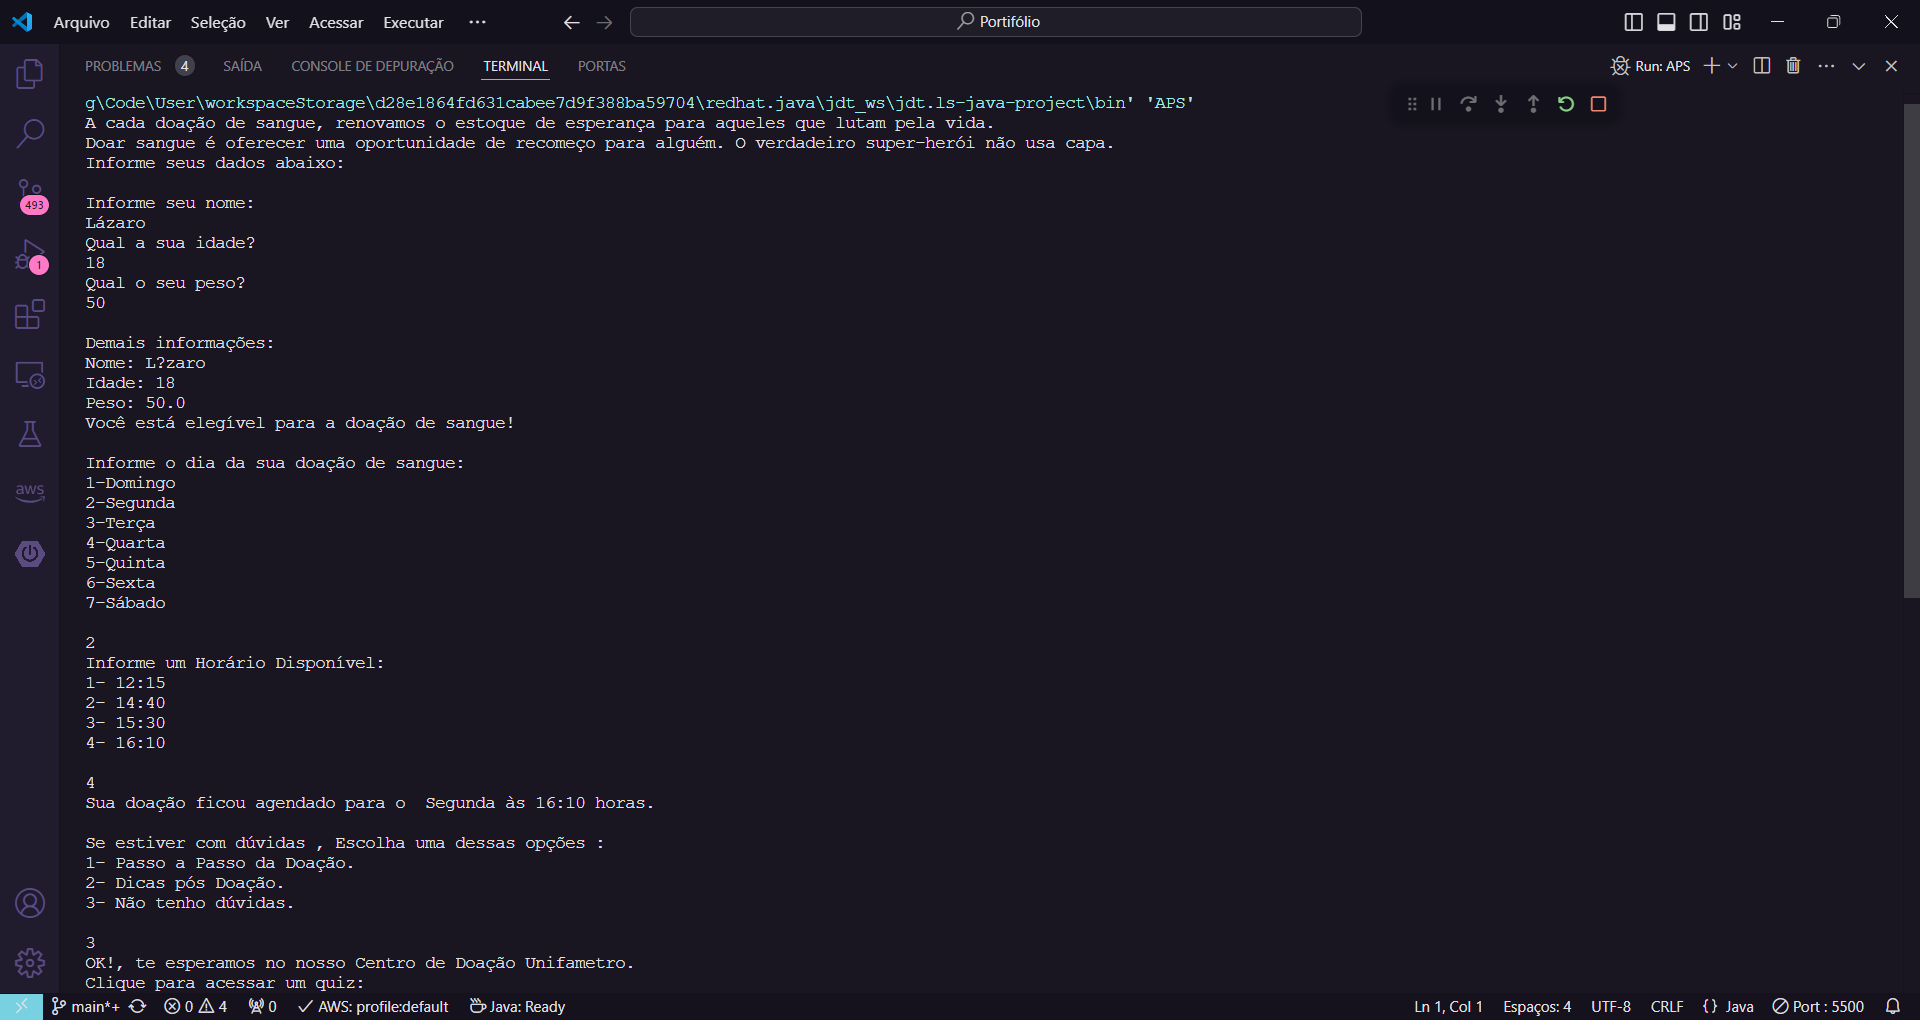 Arquivo Editar Seleção Ver Acessar Executar ··· Portifólio
PROBLEMAS 4 SAÍDA CONSOLE DE DEPURAÇÃO TERMINAL PORTAS Run: APS
g\Code\User\workspaceStorage\d28e1864fd631cabee7d9f388ba59704\redhat.java\jdt_ws\jdt.ls-java-project\bin' 'APS'
A cada doação de sangue, renovamos o estoque de esperança para aqueles que lutam pela vida.
Doar sangue é oferecer uma oportunidade de recomeço para alguém. O verdadeiro super-herói não usa capa.
Informe seus dados abaixo:
Informe seu nome:
Lázaro
Qual a sua idade?
18
Qual o seu peso?
50
Demais informações:
Nome: L?zaro
Idade: 18
Peso: 50.0
Você está elegível para a doação de sangue!
Informe o dia da sua doação de sangue:
1-Domingo
2-Segunda
3-Terça
4-Quarta
5-Quinta
6-Sexta
7-Sábado
2
Informe um Horário Disponível:
1- 12:15
2- 14:40
3- 15:30
4- 16:10
4
Sua doação ficou agendado para o  Segunda às 16:10 horas.
Se estiver com dúvidas , Escolha uma dessas opções :
1- Passo a Passo da Doação.
2- Dicas pós Doação.
3- Não tenho dúvidas.
3
OK!, te esperamos no nosso Centro de Doação Unifametro.
Clique para acessar um quiz:
493
1
aws
main*+ 0 4 0 AWS: profile:default Java: Ready Ln 1, Col 1 Espaços: 4 UTF-8 CRLF {} Java Port : 5500